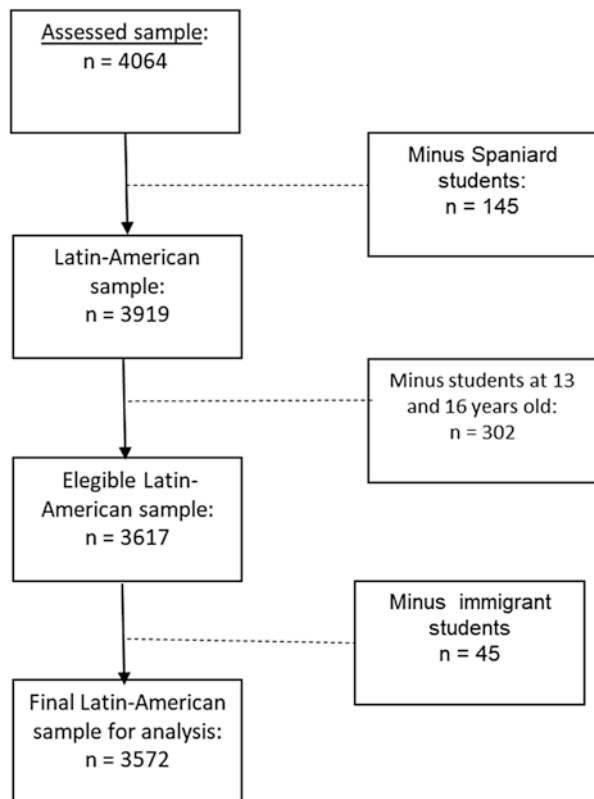 Assessed sample:
n = 4064
Minus Spaniard
students:
n = 145
Latin-American
sample:
n = 3919
Minus students at 13
and 16 years old:
n = 302
Elegible Latin-
American sample:
n = 3617
Minus immigrant
students
n = 45
Final Latin-American
sample for analysis:
n = 3572